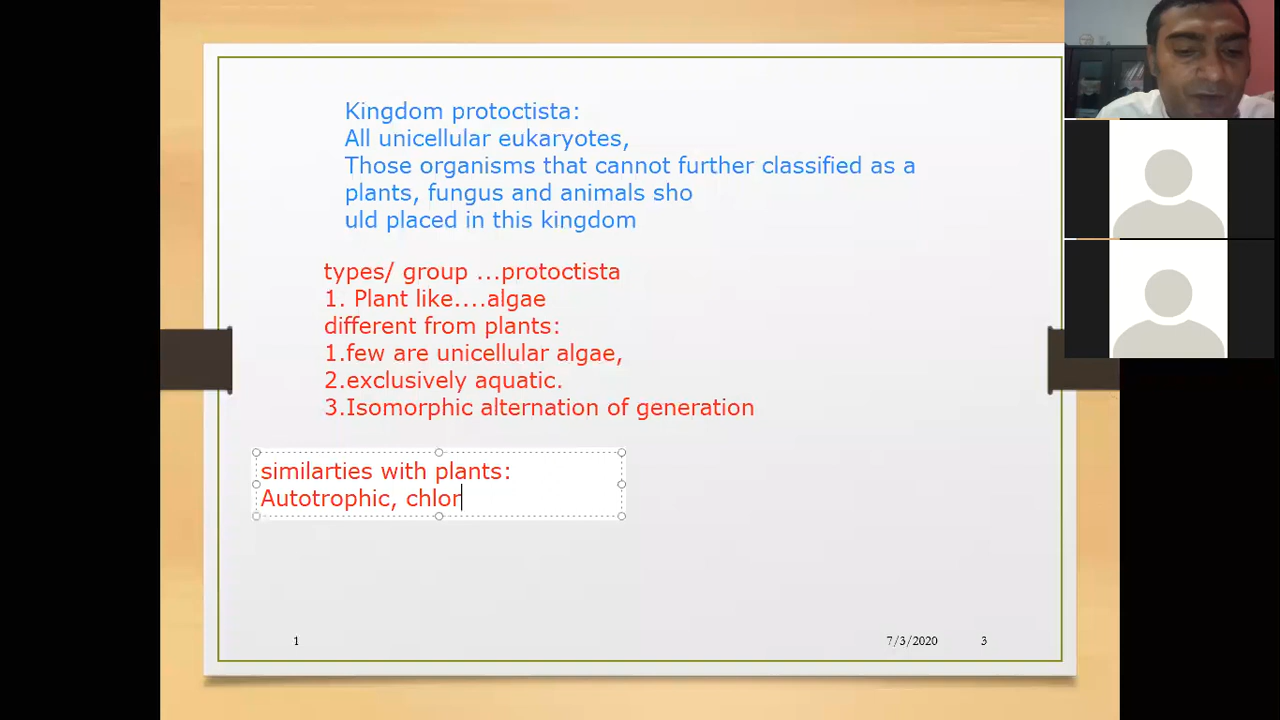 Kingdom protoctista:
All unicellular eukaryotes,
Those organisms that cannot further classified as a
plants, fungus and animals sho
uld placed in this kingdom
types/ group ...protoctista
1. Plant like....algae
different from plants:
1.few are unicellular algae,
2.exclusively aquatic.
3.Isomorphic alternation of generation
similarties with plants:
Autotrophic, chlor
1
7/3/2020
3